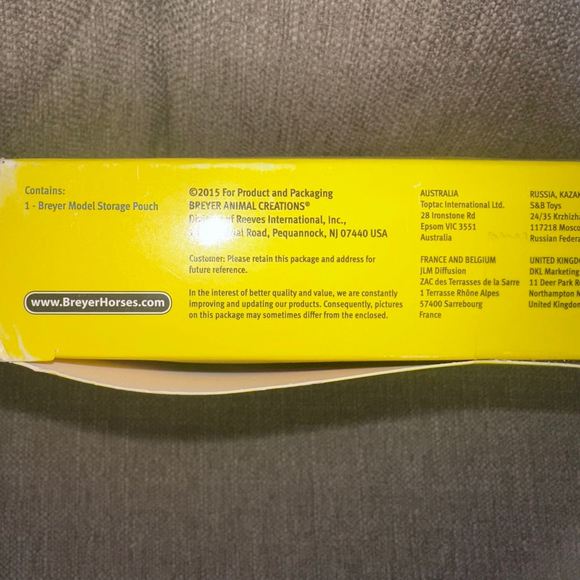 Contains:
1 - Breyer Model Storage Pouch
www.BreyerHorses.com
©2015 For Product and Packaging
BREYER ANIMAL CREATIONS®
of Reeves International, Inc.,
Road, Pequannock, NJ 07440 USA
Customer: Please retain this package and address for
future reference.
In the interest of better quality and value, we are constantly
improving and updating our products. Consequently, pictures
on this package may sometimes differ from the enclosed.
AUSTRALIA
Toptac International Ltd.
28 Ironstone Rd
Epsom VIC 3551
Australia
FRANCE AND BELGIUM
JLM Diffusion
ZAC des Terrasses de la Sarre
1 Terrasse Rhône Alpes
57400 Sarrebourg
France
RUSSIA,
S&B Toys
24/35
117218
Russian
UNITED
DKL Marketing
11 Deer Park
Northampton
United